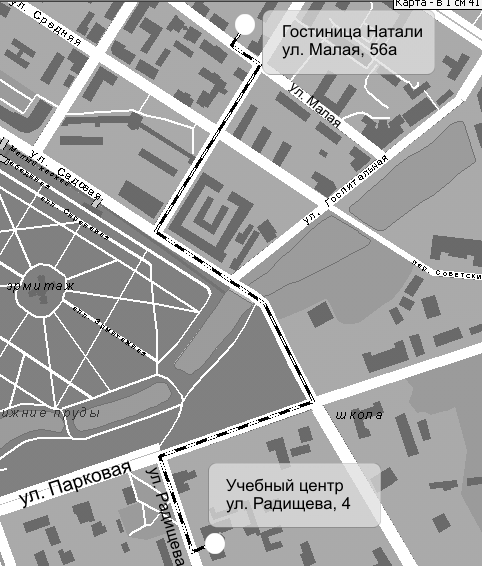 Карта - в 1 см 41
ул. Средняя
Гостиница Натали
ул. Малая, 56а
ул. Малая
ул. Садовая
ул. Госпитальная
пер. Советски
эрмитаж
ижние пруды
школа
ул. Парковая
ул. Радищева
Учебный центр
ул. Радищева, 4